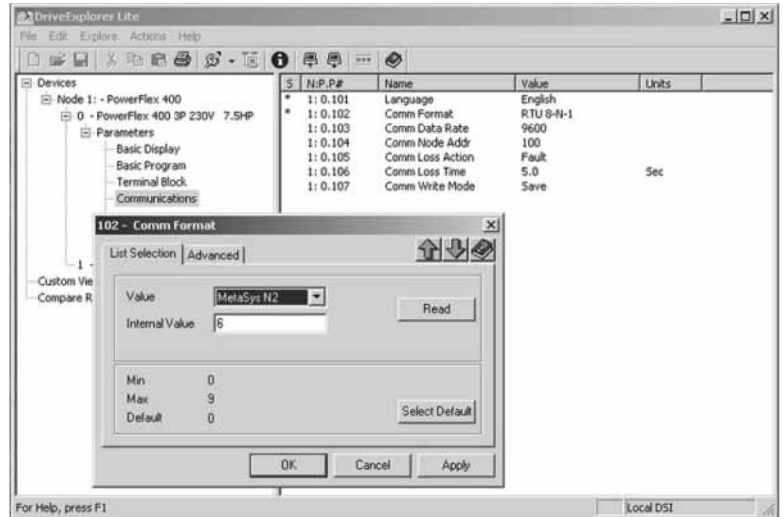 DriveExplorer Lite
File Edit Explore Actions Help
Devices
Node 1: - PowerFlex 400
0 - PowerFlex 400 3P 230V 7.5HP
Parameters
Basic Display
Basic Program
Terminal Block
Communications
1 -
Custom Vie
Compare R
S N:P.P# Name Value Units
* 1: 0.101 Language English
* 1: 0.102 Comm Format RTU 8-N-1
1: 0.103 Comm Data Rate 9600
1: 0.104 Comm Node Addr 100
1: 0.105 Comm Loss Action Fault
1: 0.106 Comm Loss Time 5.0 Sec
1: 0.107 Comm Write Mode Save
102 - Comm Format
List Selection Advanced
Value MetaSys N2
Read
Internal Value 6
Min 0
Max 9
Default 0
Select Default
OK Cancel Apply
For Help, press F1 Local DSI